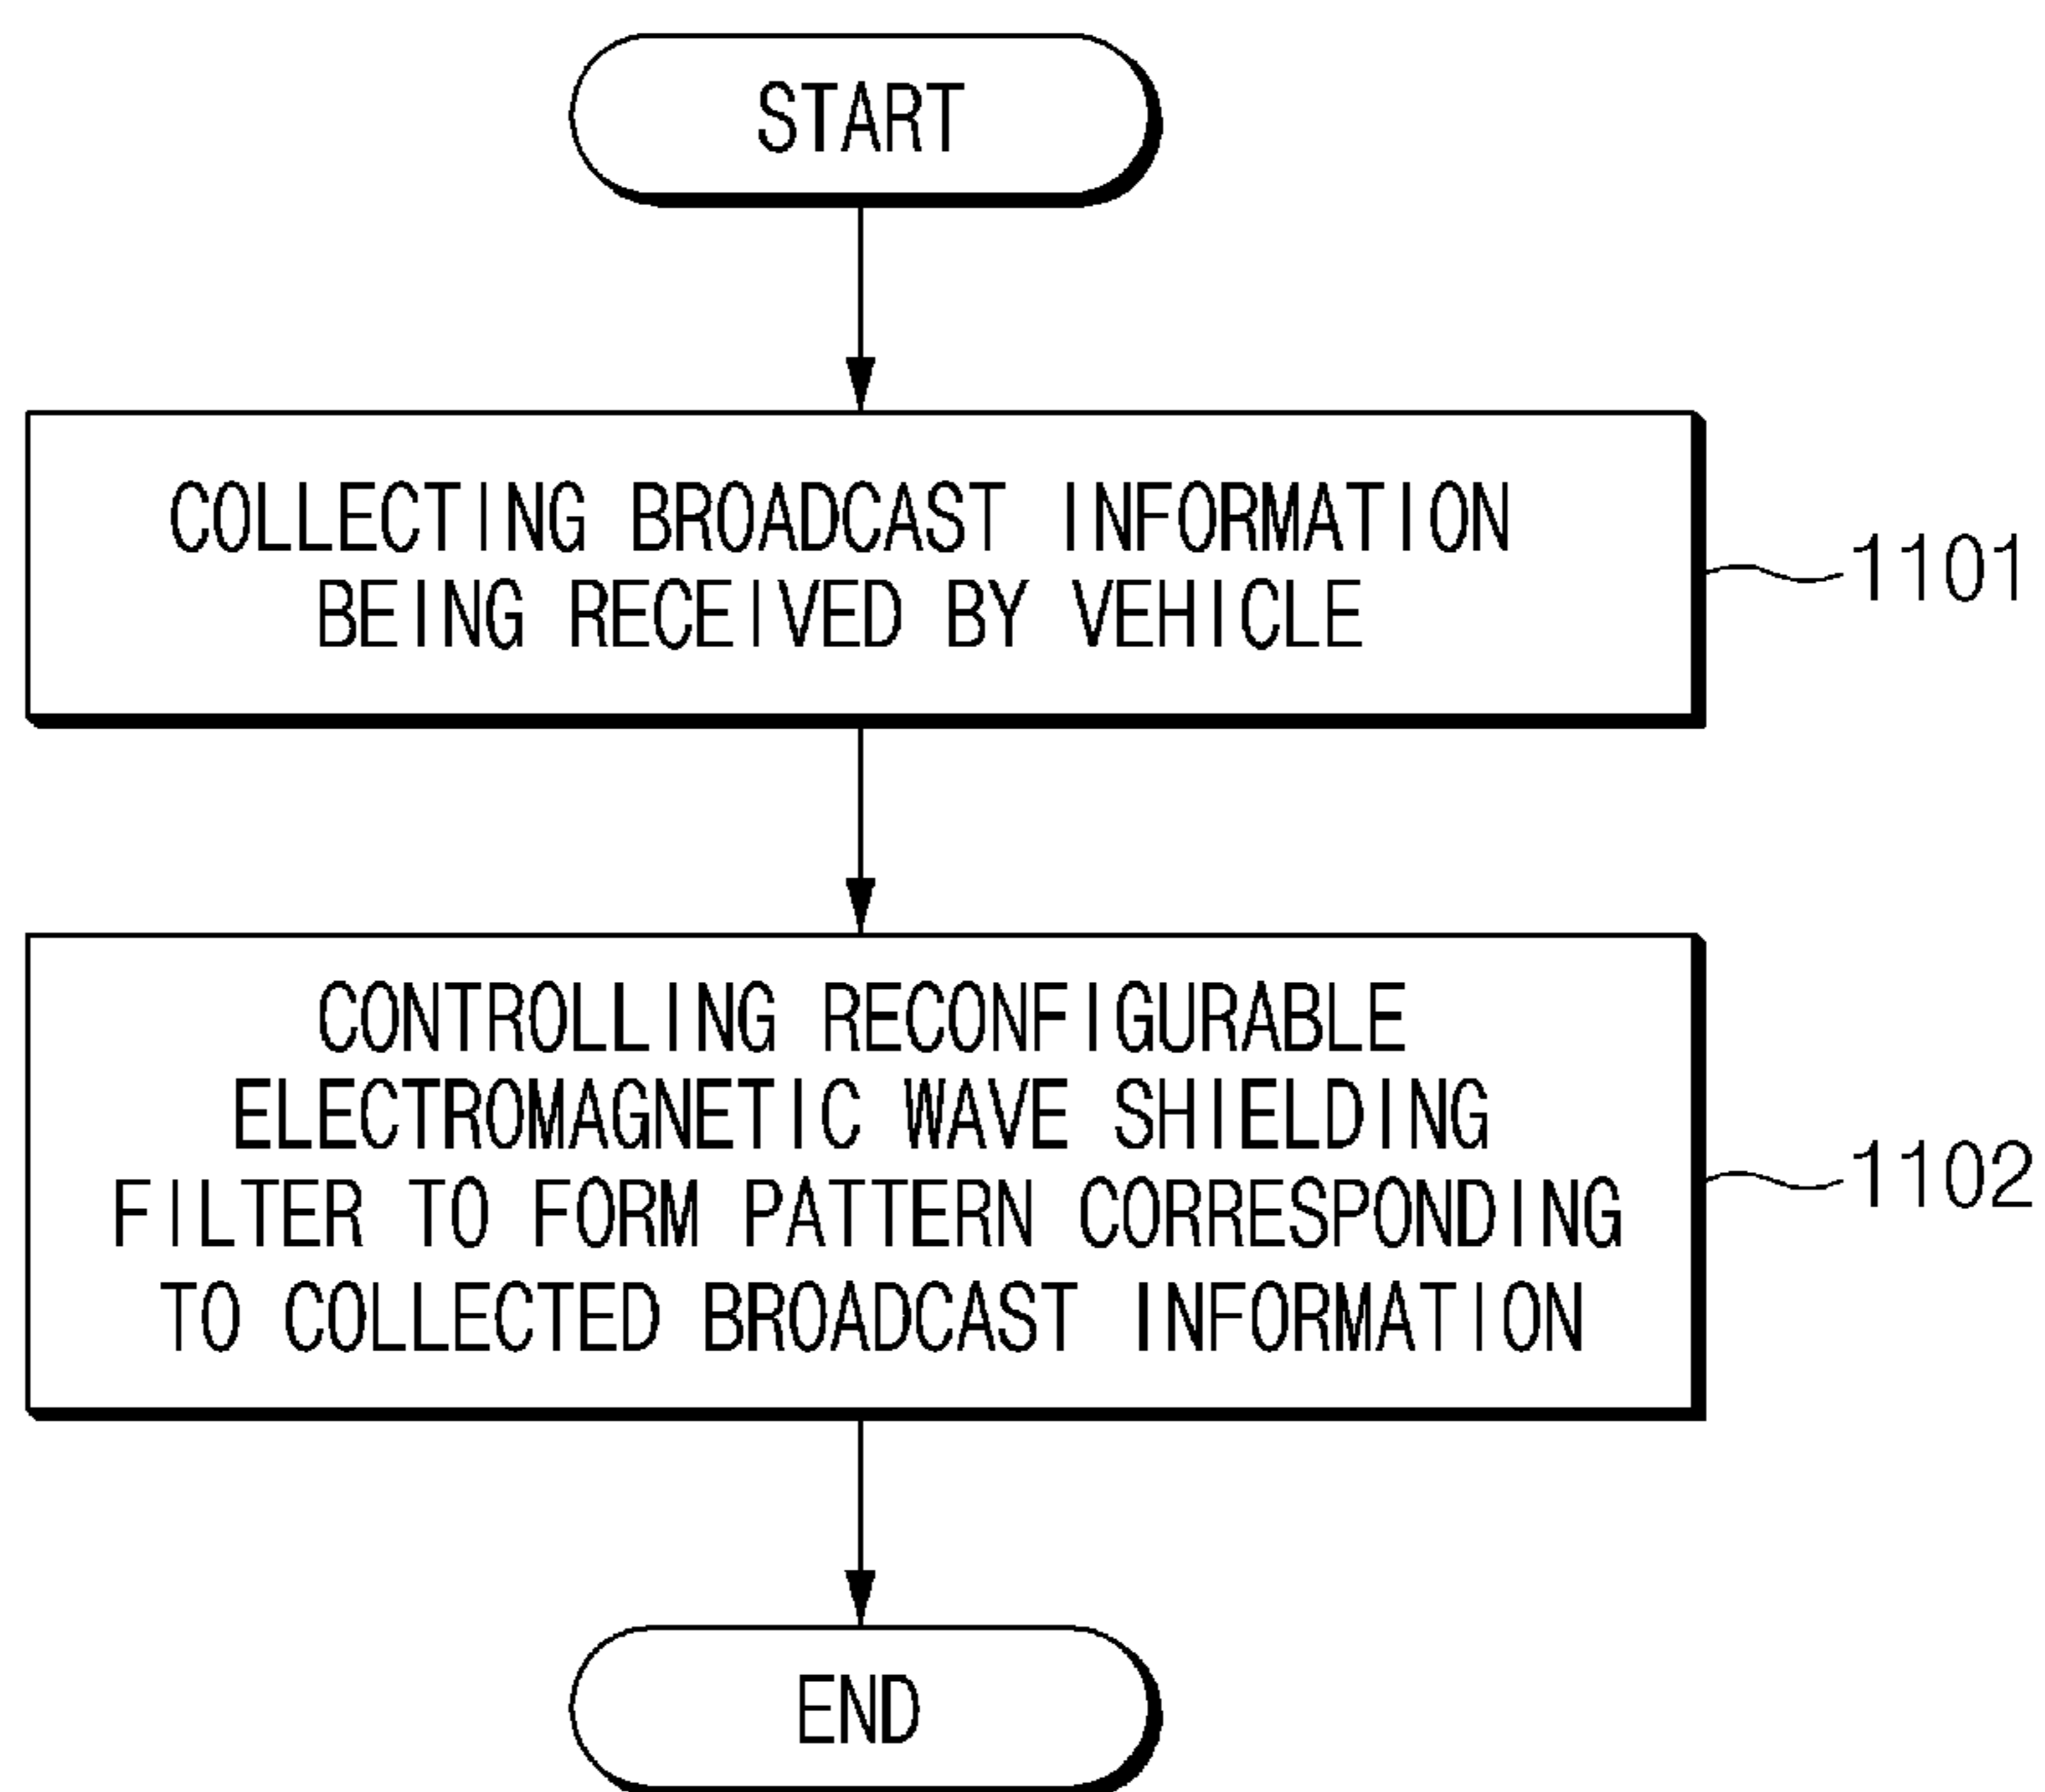 START
COLLECTING BROADCAST INFORMATION
BEING RECEIVED BY VEHICLE
1101
CONTROLLING RECONFIGURABLE
ELECTROMAGNETIC WAVE SHIELDING
FILTER TO FORM PATTERN CORRESPONDING
TO COLLECTED BROADCAST INFORMATION
1102
END